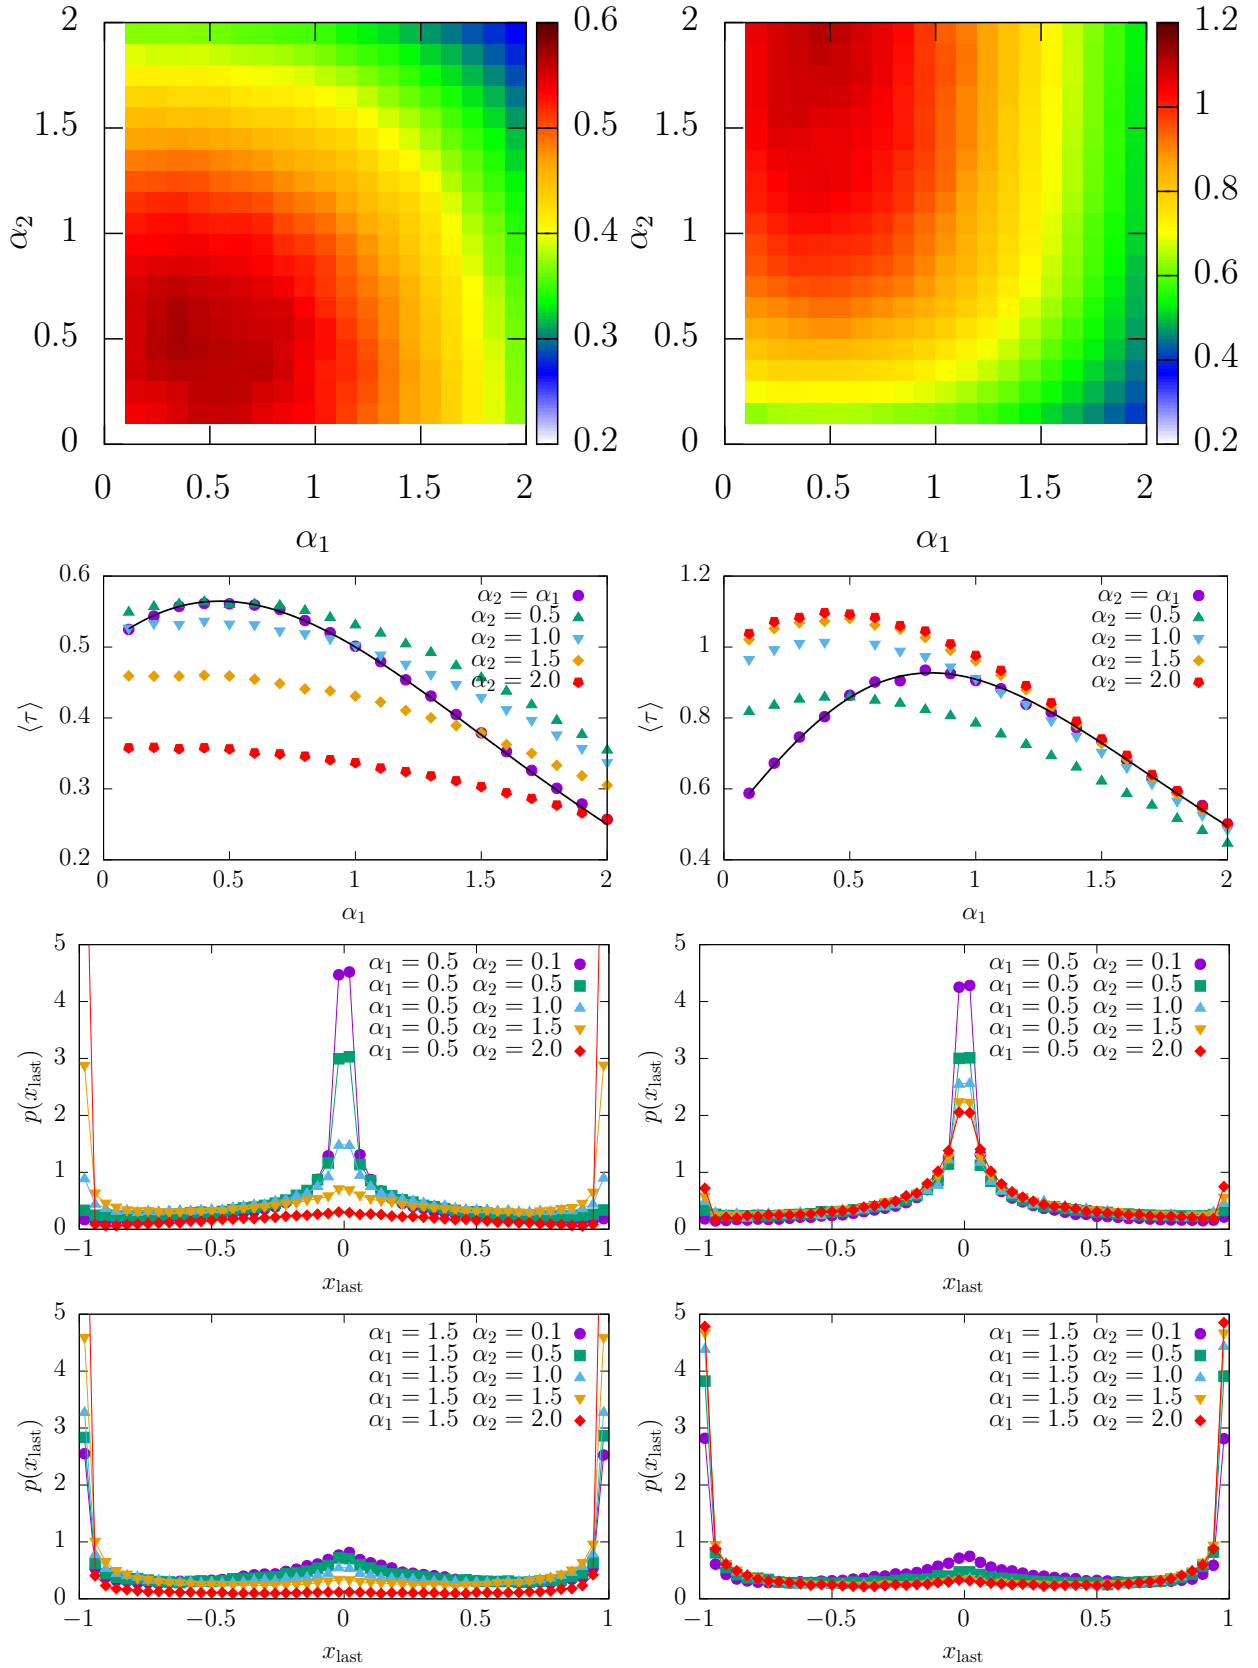 2
1.5
1
0.5
0
α₂
0 0.5 1 1.5 2
α₁
0.6
0.5
0.4
0.3
0.2
2
1.5
1
0.5
0
α₂
0 0.5 1 1.5 2
α₁
1.2
1
0.8
0.6
0.4
0.2
0.6
0.5
0.4
0.3
0.2
⟨τ⟩
α₂ = α₁
α₂ = 0.5
α₂ = 1.0
α₂ = 1.5
α₂ = 2.0
0 0.5 1 1.5 2
α₁
1.2
1
0.8
0.6
0.4
⟨τ⟩
α₂ = α₁
α₂ = 0.5
α₂ = 1.0
α₂ = 1.5
α₂ = 2.0
0 0.5 1 1.5 2
α₁
5
4
3
2
1
0
p(x_last)
α₁ = 0.5 α₂ = 0.1
α₁ = 0.5 α₂ = 0.5
α₁ = 0.5 α₂ = 1.0
α₁ = 0.5 α₂ = 1.5
α₁ = 0.5 α₂ = 2.0
−1 −0.5 0 0.5 1
x_last
5
4
3
2
1
0
p(x_last)
α₁ = 0.5 α₂ = 0.1
α₁ = 0.5 α₂ = 0.5
α₁ = 0.5 α₂ = 1.0
α₁ = 0.5 α₂ = 1.5
α₁ = 0.5 α₂ = 2.0
−1 −0.5 0 0.5 1
x_last
5
4
3
2
1
0
p(x_last)
α₁ = 1.5 α₂ = 0.1
α₁ = 1.5 α₂ = 0.5
α₁ = 1.5 α₂ = 1.0
α₁ = 1.5 α₂ = 1.5
α₁ = 1.5 α₂ = 2.0
−1 −0.5 0 0.5 1
x_last
5
4
3
2
1
0
p(x_last)
α₁ = 1.5 α₂ = 0.1
α₁ = 1.5 α₂ = 0.5
α₁ = 1.5 α₂ = 1.0
α₁ = 1.5 α₂ = 1.5
α₁ = 1.5 α₂ = 2.0
−1 −0.5 0 0.5 1
x_last